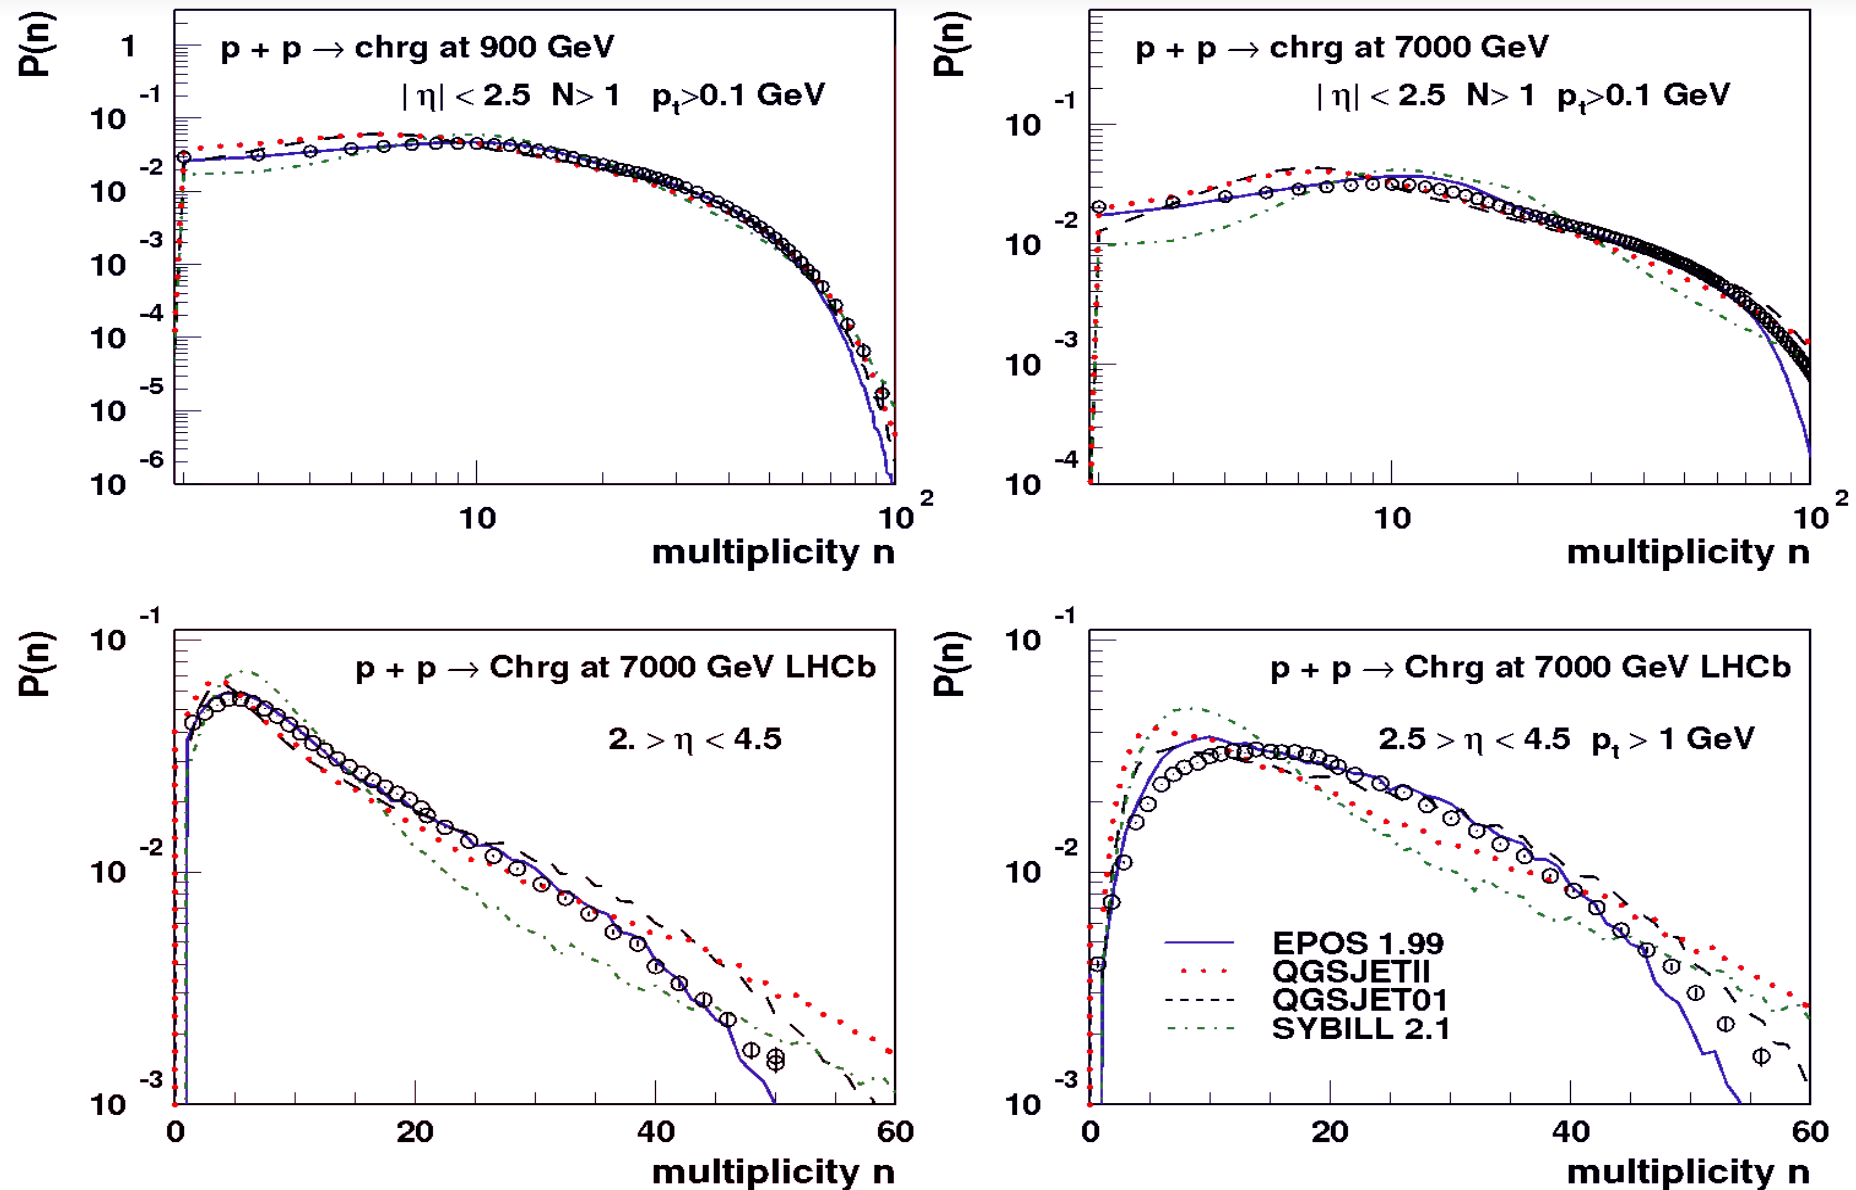 P(n)
1
10 -1
10 -2
10 -3
10 -4
10 -5
10 -6
p + p → chrg at 900 GeV
| η| < 2.5 N> 1 pt>0.1 GeV
10
10 2
multiplicity n
P(n)
10 -1
10 -2
10 -3
10 -4
p + p → chrg at 7000 GeV
| η| < 2.5 N> 1 pt>0.1 GeV
10
10 2
multiplicity n
P(n)
10 -1
10 -2
10 -3
p + p → Chrg at 7000 GeV LHCb
2. > η < 4.5
0 20 40 60
multiplicity n
P(n)
10 -1
10 -2
10 -3
p + p → Chrg at 7000 GeV LHCb
2.5 > η < 4.5 pt > 1 GeV
EPOS 1.99
QGSJETII
QGSJET01
SYBILL 2.1
0 20 40 60
multiplicity n